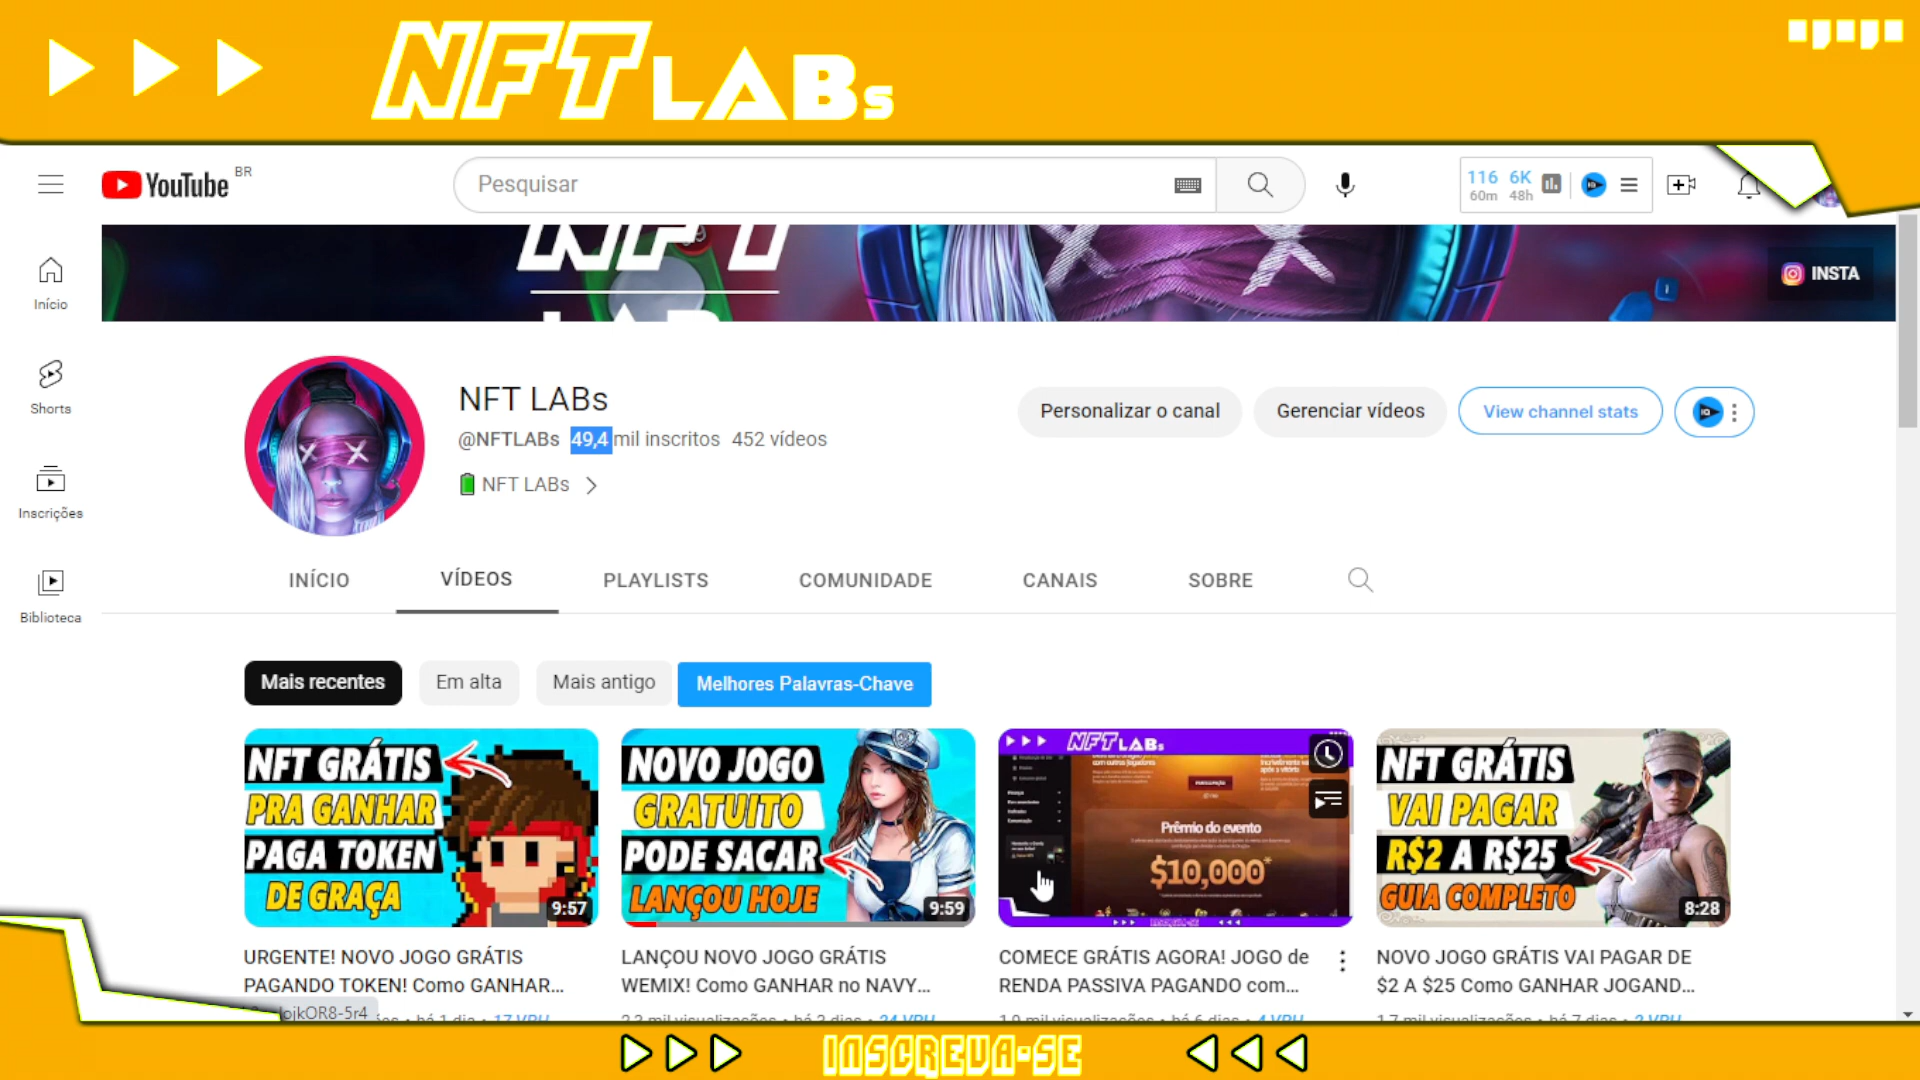 NFT LABs
YouTube BR
Pesquisar
116 6K
60m 48h
INSTA
Início
Shorts
Inscrições
Biblioteca
NFT LABs
@NFTLABs 49,4 mil inscritos 452 vídeos
NFT LABs
Personalizar o canal
Gerenciar vídeos
View channel stats
INÍCIO
VÍDEOS
PLAYLISTS
COMUNIDADE
CANAIS
SOBRE
Mais recentes
Em alta
Mais antigo
Melhores Palavras-Chave
NFT GRÁTIS
PRA GANHAR
PAGA TOKEN
DE GRAÇA
9:57
NOVO JOGO
GRATUITO
PODE SACAR
LANÇOU HOJE
9:59
NFT LABs
Prêmio do evento
$10,000*
NFT GRÁTIS
VAI PAGAR
R$2 A R$25
GUIA COMPLETO
8:28
URGENTE! NOVO JOGO GRÁTIS
PAGANDO TOKEN! Como GANHAR...
LANÇOU NOVO JOGO GRÁTIS
WEMIX! Como GANHAR no NAVY...
COMECE GRÁTIS AGORA! JOGO de
RENDA PASSIVA PAGANDO com...
NOVO JOGO GRÁTIS VAI PAGAR DE
$2 A $25 Como GANHAR JOGAND...
ojkOR8-5r4
INSCREVA-SE